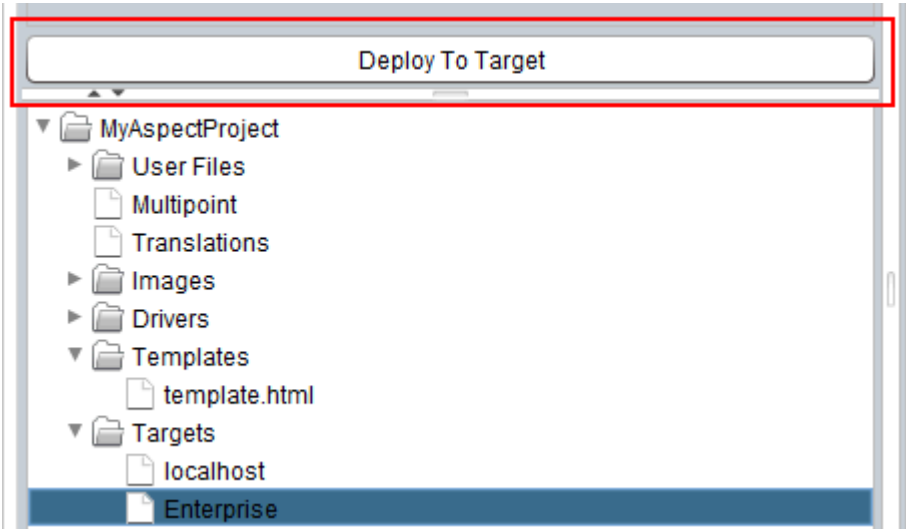 Deploy To Target
MyAspectProject
User Files
Multipoint
Translations
Images
Drivers
Templates
template.html
Targets
localhost
Enterprise